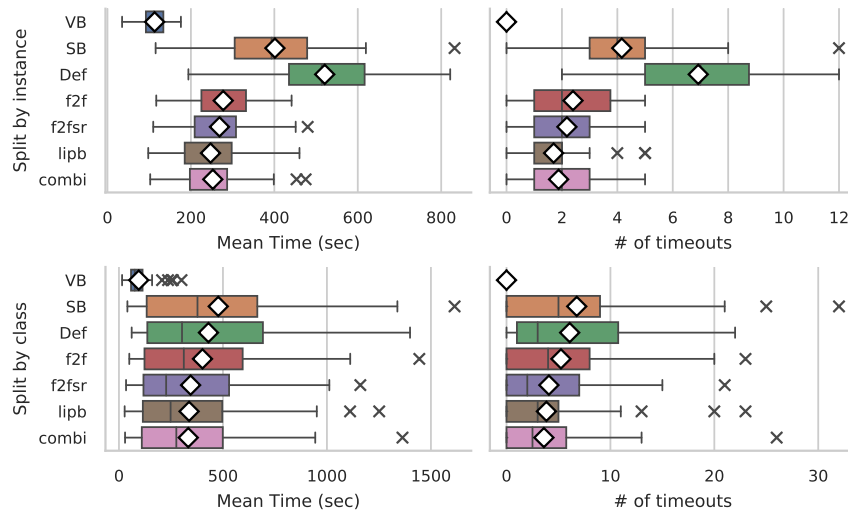 Split by instance
VB
SB
Def
f2f
f2fsr
lipb
combi
0 200 400 600 800
Mean Time (sec)
0 2 4 6 8 10 12
# of timeouts
Split by class
VB
SB
Def
f2f
f2fsr
lipb
combi
0 500 1000 1500
Mean Time (sec)
0 10 20 30
# of timeouts